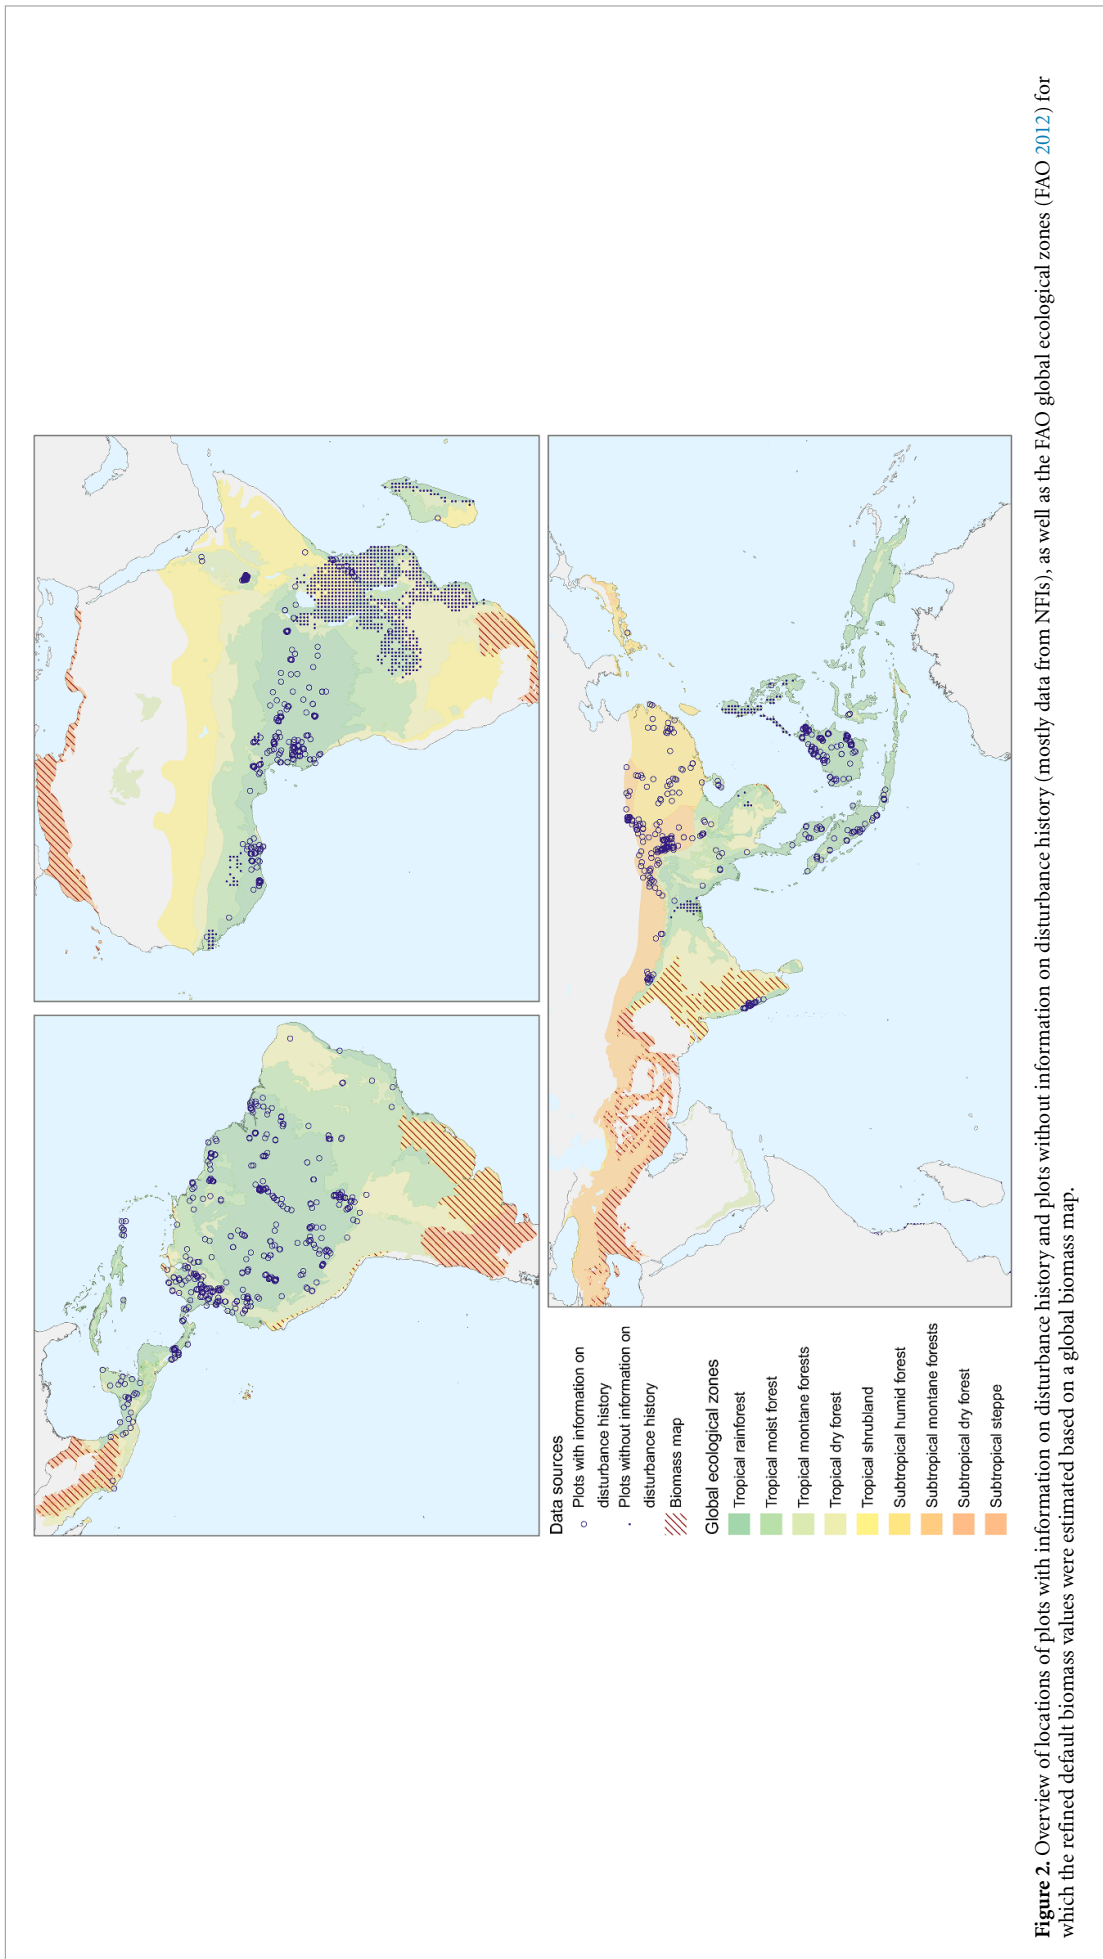 Data sources
Plots with information on
disturbance history
Plots without information on
disturbance history
Biomass map
Global ecological zones
Tropical rainforest
Tropical moist forest
Tropical montane forests
Tropical dry forest
Tropical shrubland
Subtropical humid forest
Subtropical montane forests
Subtropical dry forest
Subtropical steppe
Figure 2. Overview of locations of plots with information on disturbance history and plots without information on disturbance history (mostly data from NFIs), as well as the FAO global ecological zones (FAO 2012) for
which the refined default biomass values were estimated based on a global biomass map.